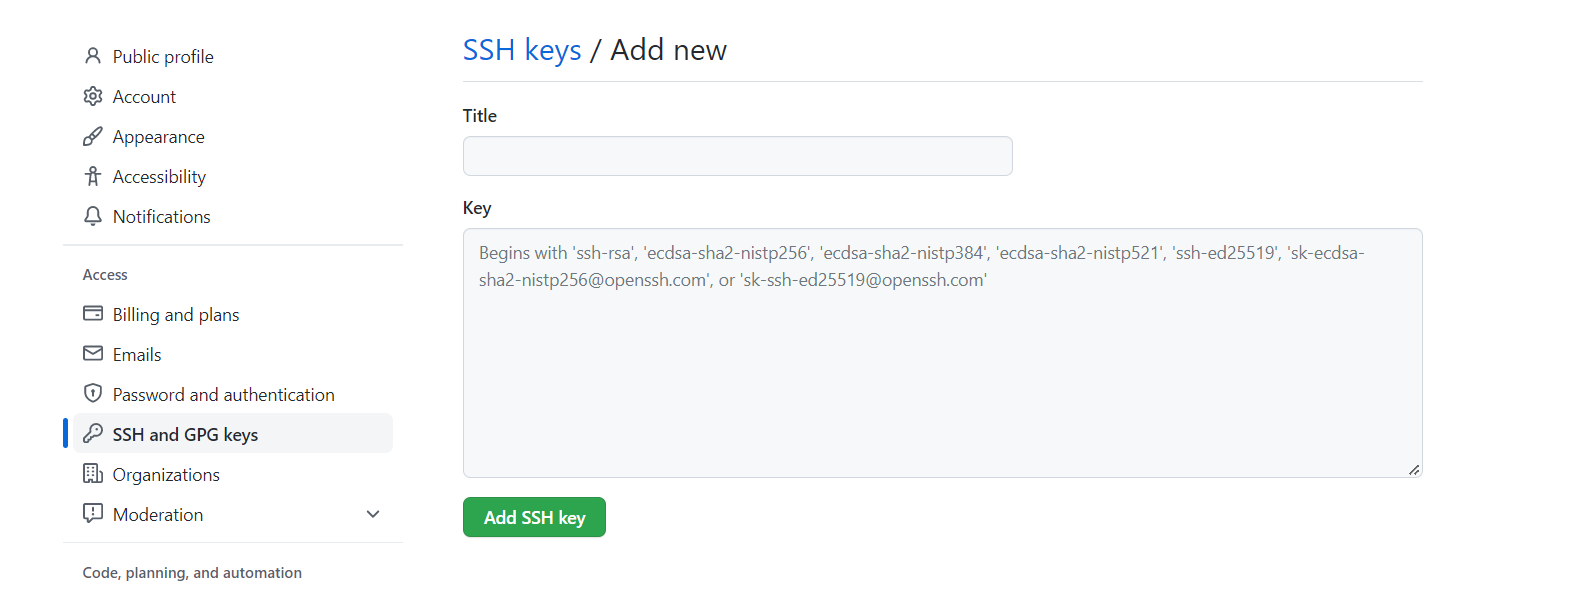 Public profile
Account
Appearance
Accessibility
Notifications
Access
Billing and plans
Emails
Password and authentication
SSH and GPG keys
Organizations
Moderation
Code, planning, and automation
SSH keys / Add new
Title
Key
Begins with 'ssh-rsa', 'ecdsa-sha2-nistp256', 'ecdsa-sha2-nistp384', 'ecdsa-sha2-nistp521', 'ssh-ed25519', 'sk-ecdsa-
sha2-nistp256@openssh.com', or 'sk-ssh-ed25519@openssh.com'
Add SSH key